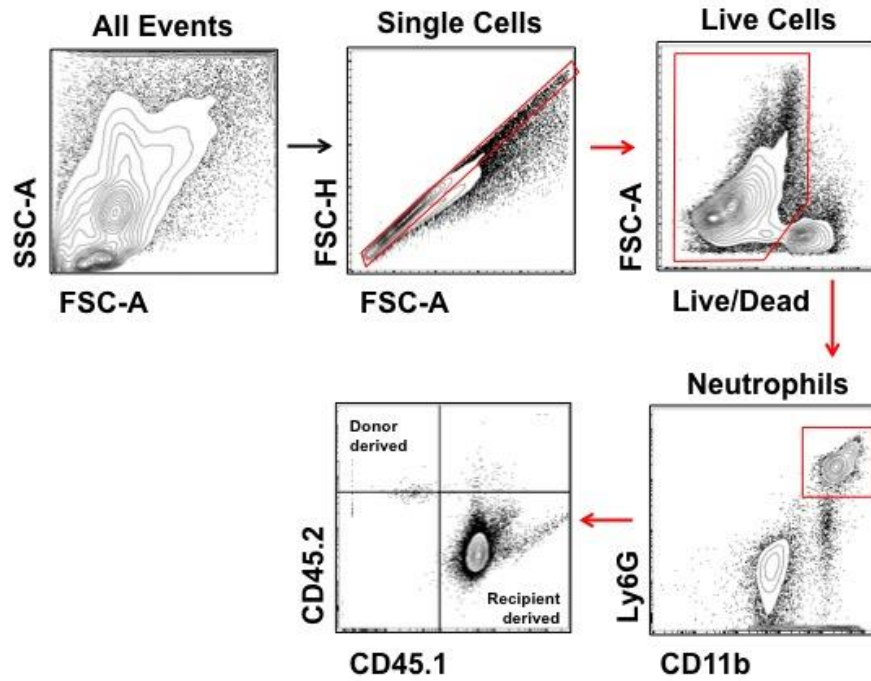 All Events
Single Cells
Live Cells
SSC-A
FSC-A
FSC-H
FSC-A
FSC-A
Live/Dead
Neutrophils
Donor
derived
Recipient
derived
CD45.2
CD45.1
Ly6G
CD11b